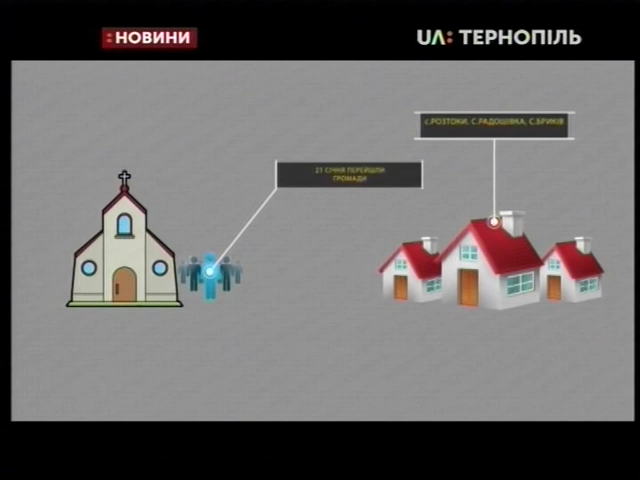 :НОВИНИ
UA: ТЕРНОПІЛЬ
с.РОЗТОКИ, С.РАДОШІВКА, С.БРИКІВ
21 СІЧНЯ ПЕРЕЙШЛИ
ГРОМАДИ